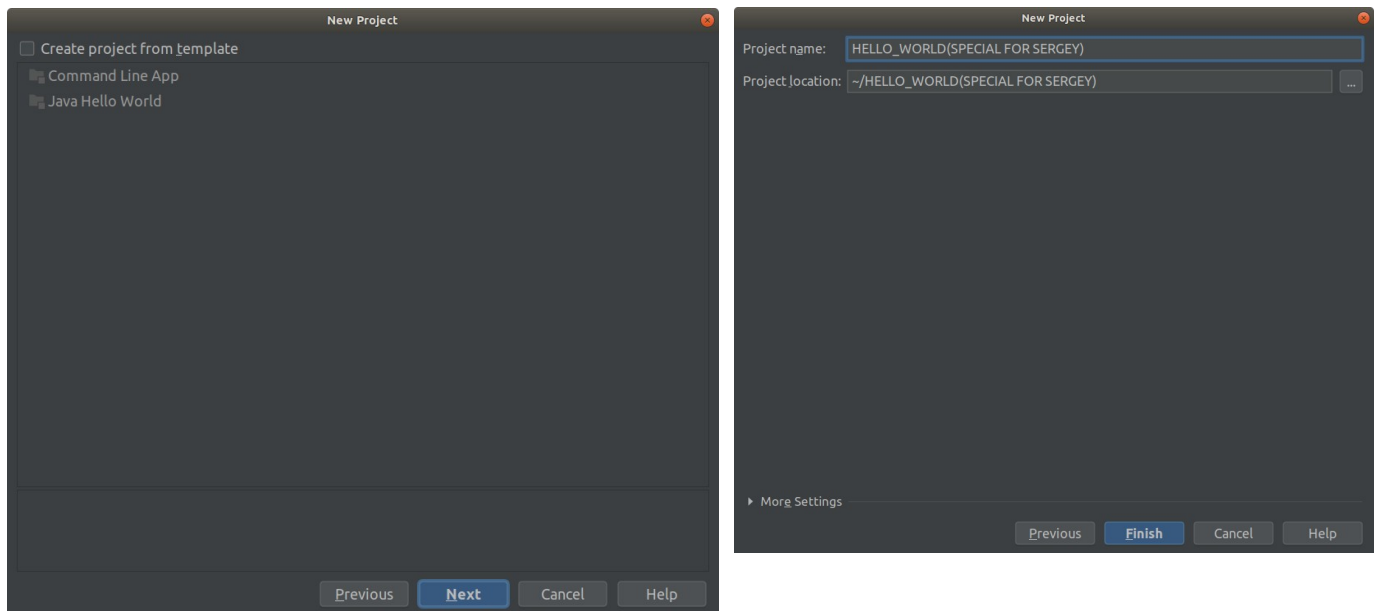 New Project
Create project from template
Command Line App
Java Hello World
Previous Next Cancel Help
New Project
Project name: HELLO_WORLD(SPECIAL FOR SERGEY)
Project location: ~/HELLO_WORLD(SPECIAL FOR SERGEY) ...
More Settings
Previous Finish Cancel Help